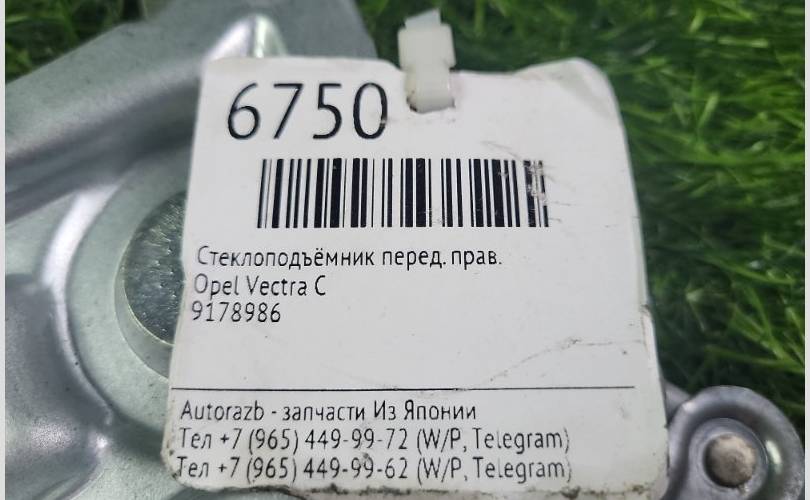 6750
Стеклоподъёмник перед. прав.
Opel Vectra C
9178986
Autorazb - запчасти Из Японии
Тел +7 (965) 449-99-72 (W/P, Telegram)
Тел +7 (965) 449-99-62 (W/P, Telegram)